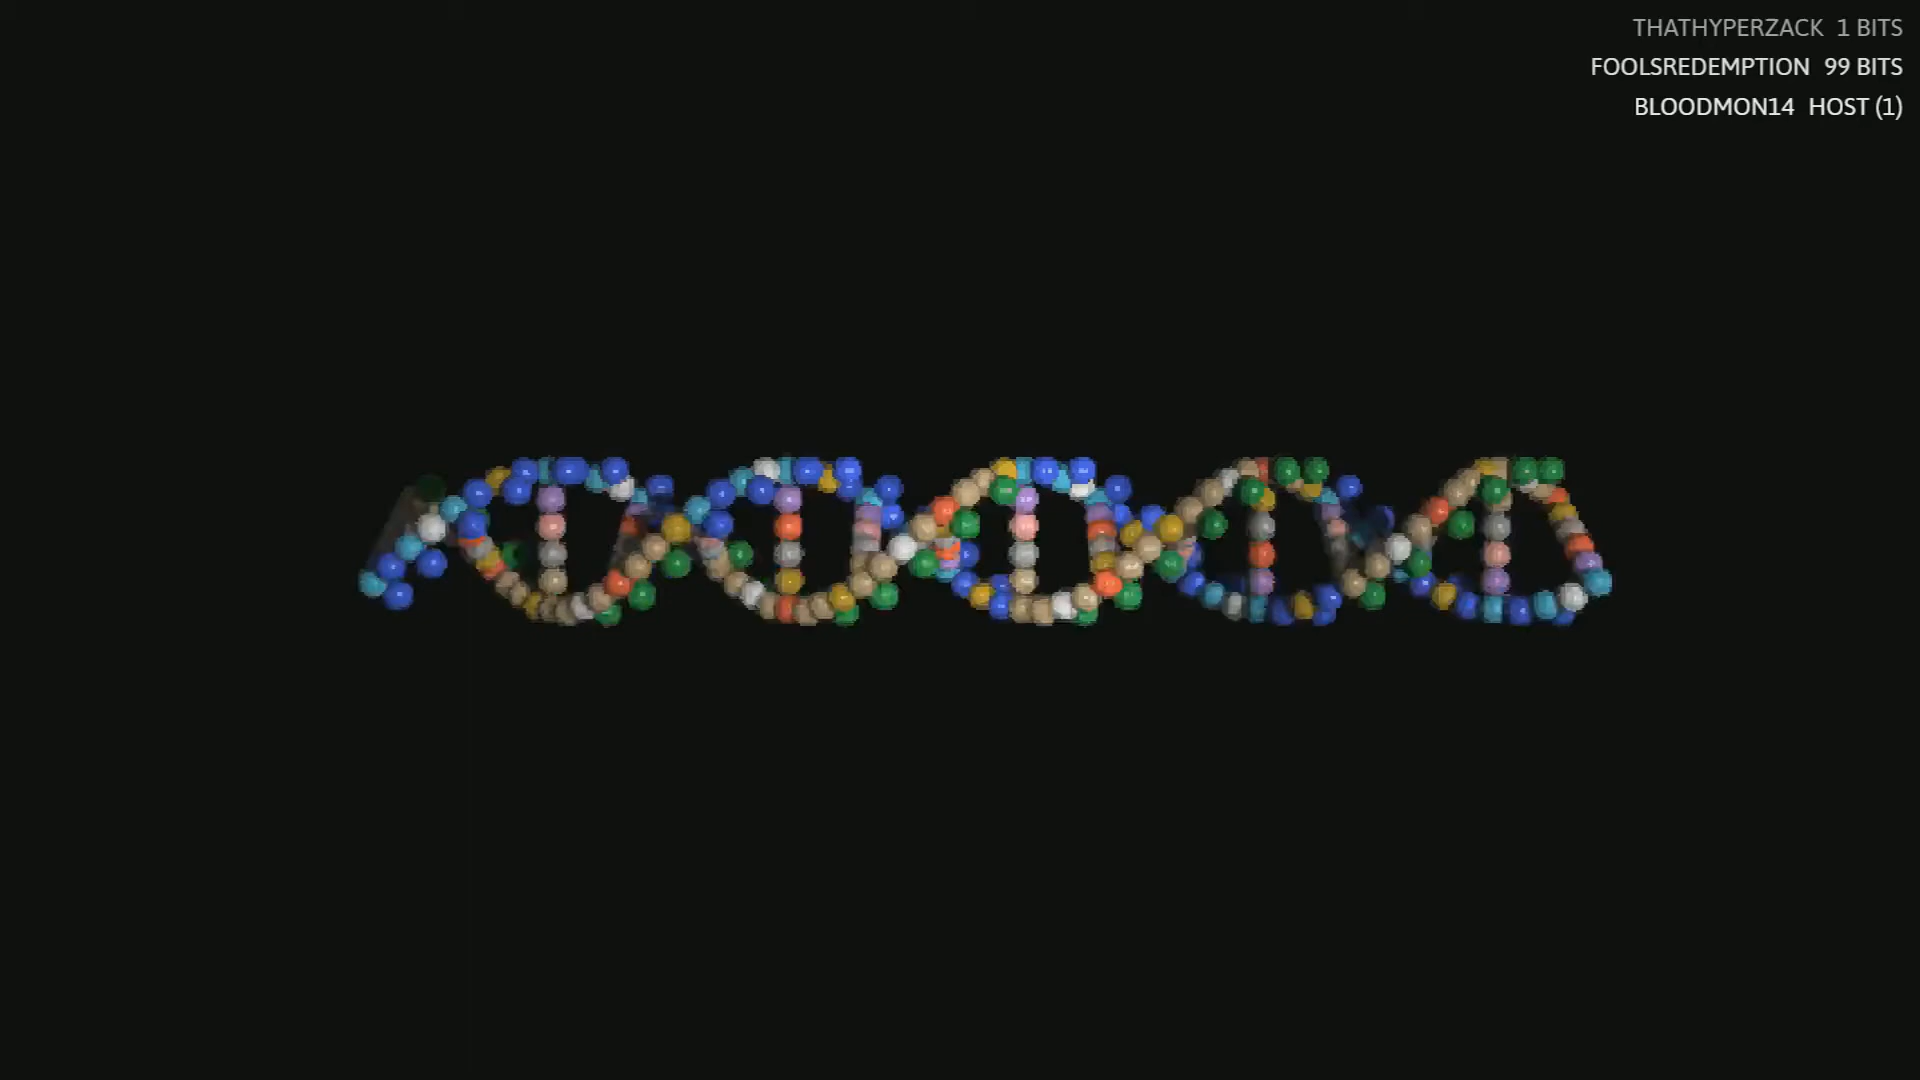 THATHYPERZACK 1 BITS
FOOLSREDEMPTION 99 BITS
BLOODMON14 HOST (1)